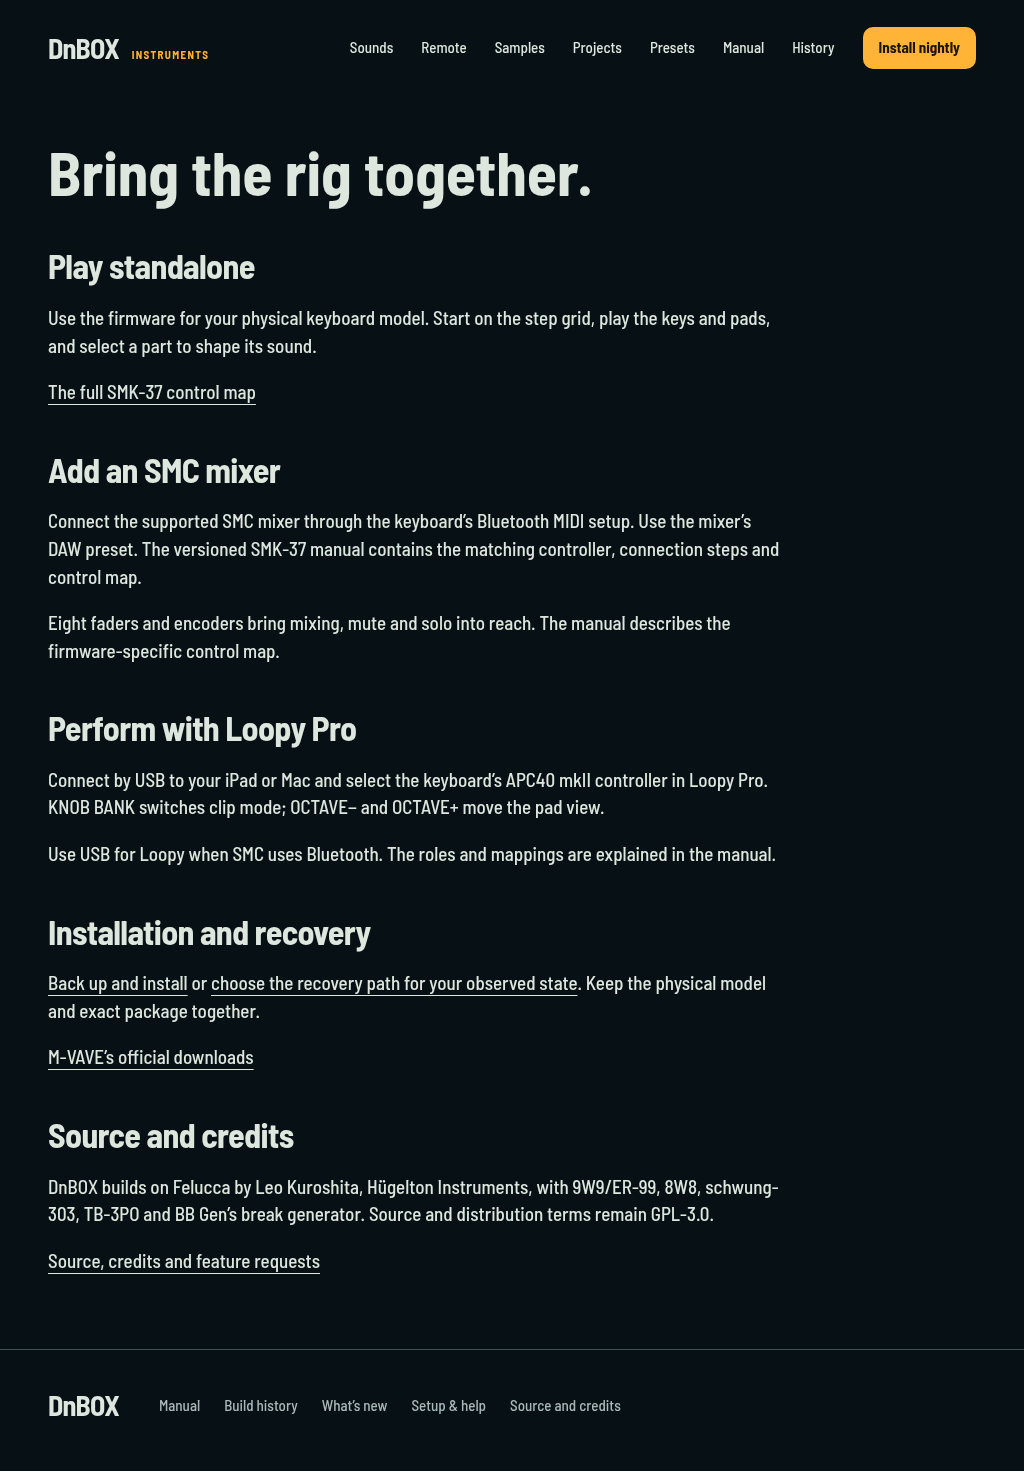 DnBOX INSTRUMENTS
Sounds Remote Samples Projects Presets Manual History Install nightly
Bring the rig together.
Play standalone
Use the firmware for your physical keyboard model. Start on the step grid, play the keys and pads,
and select a part to shape its sound.
The full SMK-37 control map
Add an SMC mixer
Connect the supported SMC mixer through the keyboard’s Bluetooth MIDI setup. Use the mixer’s
DAW preset. The versioned SMK-37 manual contains the matching controller, connection steps and
control map.
Eight faders and encoders bring mixing, mute and solo into reach. The manual describes the
firmware-specific control map.
Perform with Loopy Pro
Connect by USB to your iPad or Mac and select the keyboard’s APC40 mkII controller in Loopy Pro.
KNOB BANK switches clip mode; OCTAVE− and OCTAVE+ move the pad view.
Use USB for Loopy when SMC uses Bluetooth. The roles and mappings are explained in the manual.
Installation and recovery
Back up and install or choose the recovery path for your observed state. Keep the physical model
and exact package together.
M-VAVE’s official downloads
Source and credits
DnBOX builds on Felucca by Leo Kuroshita, Hügelton Instruments, with 9W9/ER-99, 8W8, schwung-
303, TB-3PO and BB Gen’s break generator. Source and distribution terms remain GPL-3.0.
Source, credits and feature requests
DnBOX Manual Build history What’s new Setup & help Source and credits